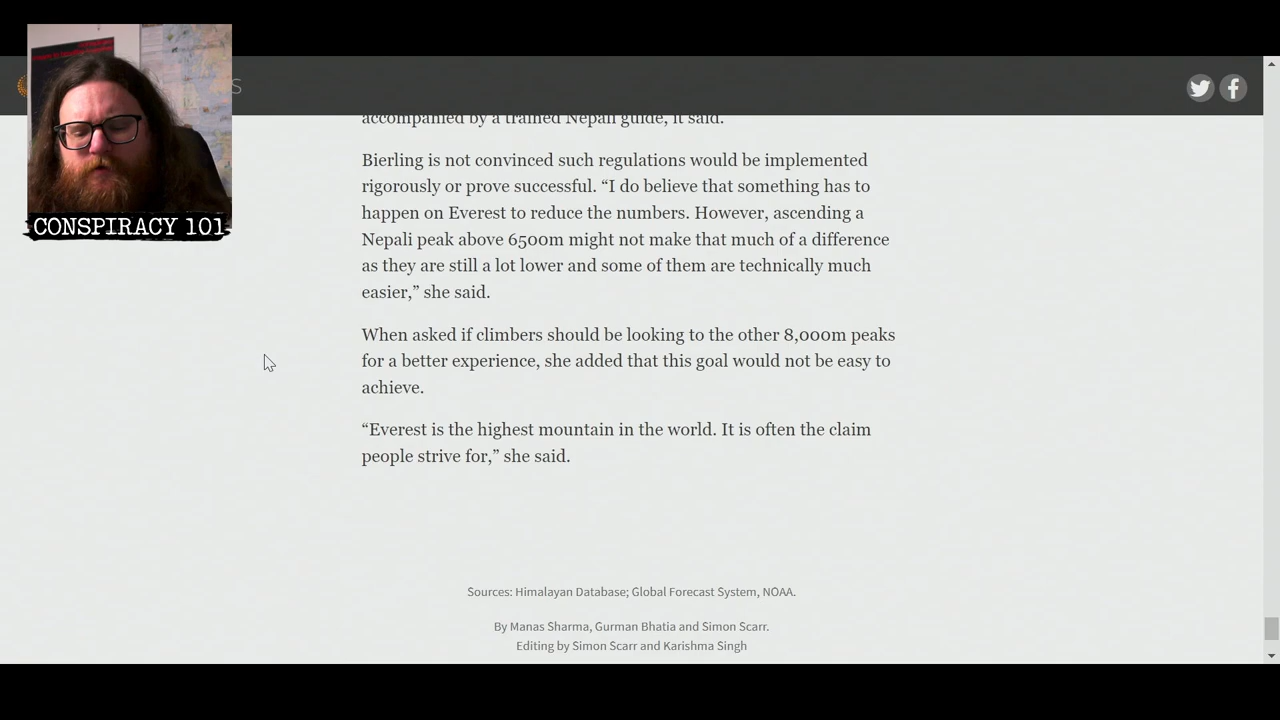 S
accompanied by a trained Nepali guide, it said.
Bierling is not convinced such regulations would be implemented
rigorously or prove successful. “I do believe that something has to
happen on Everest to reduce the numbers. However, ascending a
Nepali peak above 6500m might not make that much of a difference
as they are still a lot lower and some of them are technically much
easier,” she said.
When asked if climbers should be looking to the other 8,000m peaks
for a better experience, she added that this goal would not be easy to
achieve.
“Everest is the highest mountain in the world. It is often the claim
people strive for,” she said.
Sources: Himalayan Database; Global Forecast System, NOAA.
By Manas Sharma, Gurman Bhatia and Simon Scarr.
Editing by Simon Scarr and Karishma Singh
CONSPIRACY 101